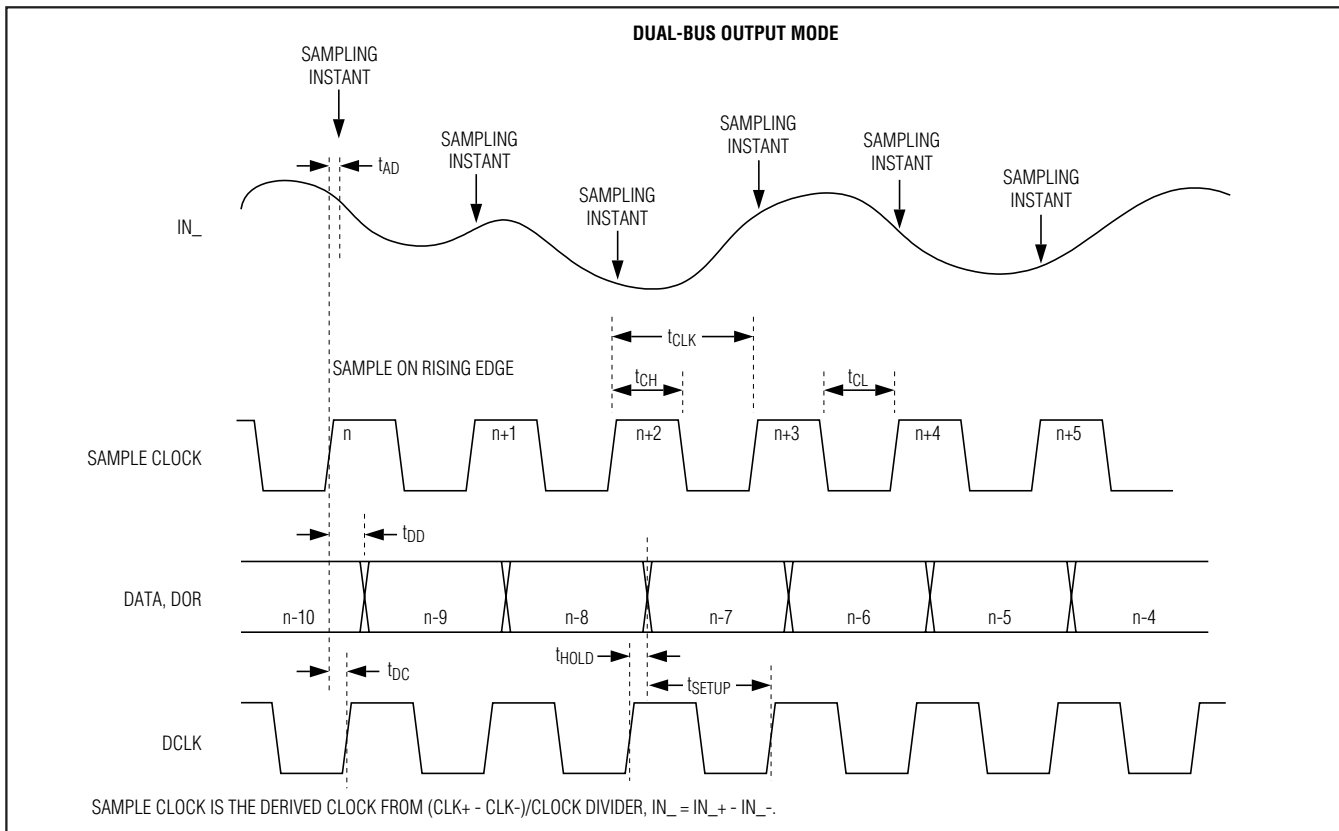 DUAL-BUS OUTPUT MODE
SAMPLING
INSTANT
tAD
SAMPLING
INSTANT
SAMPLING
INSTANT
SAMPLING
INSTANT
SAMPLING
INSTANT
SAMPLING
INSTANT
IN_
tCLK
SAMPLE ON RISING EDGE
tCH
tCL
SAMPLE CLOCK
n n+1 n+2 n+3 n+4 n+5
tDD
DATA, DOR
n-10 n-9 n-8 n-7 n-6 n-5 n-4
tHOLD
tDC
tSETUP
DCLK
SAMPLE CLOCK IS THE DERIVED CLOCK FROM (CLK+ - CLK-)/CLOCK DIVIDER, IN_ = IN_+ - IN_-.